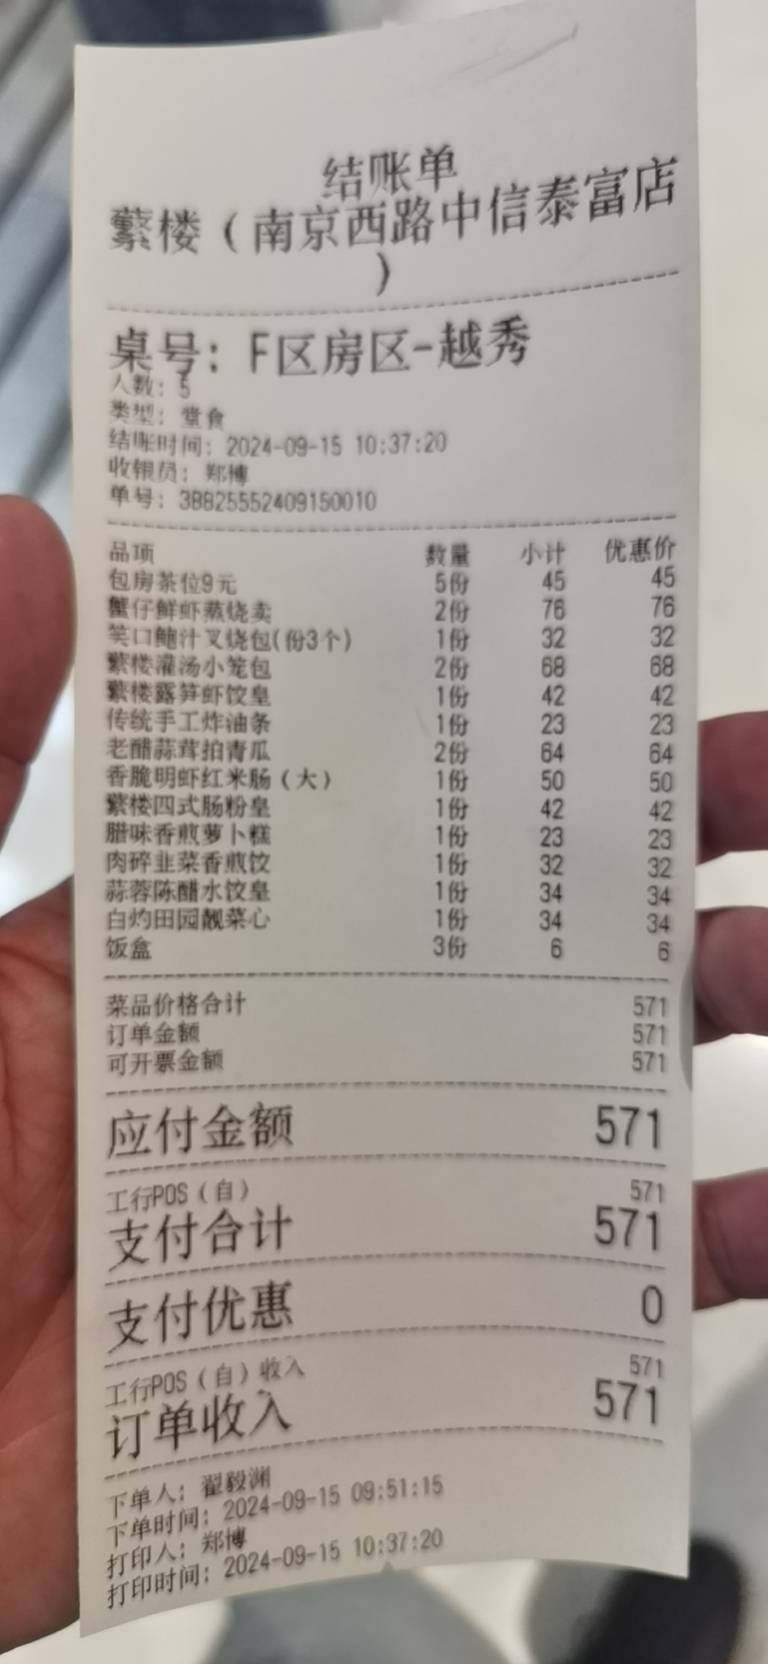 结账单
蘩楼（南京西路中信泰富店
）
桌号：F区房区-越秀
人数：5
类型：堂食
结账时间：2024-09-15 10:37:20
收银员：郑博
单号：388255552409150010
品项 数量 小计 优惠价
包房茶位9元 5份 45 45
蟹仔鲜虾蒸烧卖 2份 76 76
笑口鲍汁叉烧包(份3个) 1份 32 32
蘩楼灌汤小笼包 2份 68 68
蘩楼露笋虾饺皇 1份 42 42
传统手工炸油条 1份 23 23
老醋蒜茸拍青瓜 2份 64 64
香脆明虾红米肠（大） 1份 50 50
蘩楼四式肠粉皇 1份 42 42
腊味香煎萝卜糕 1份 23 23
肉碎韭菜香煎饺 1份 32 32
蒜蓉陈醋水饺皇 1份 34 34
白灼田园靓菜心 1份 34 34
饭盒 3份 6 6
菜品价格合计 571
订单金额 571
可开票金额 571
应付金额 571
工行POS（自） 571
支付合计 571
支付优惠 0
工行POS（自）收入 571
订单收入 571
下单人：翟毅渊
下单时间：2024-09-15 09:51:15
打印人：郑博
打印时间：2024-09-15 10:37:20